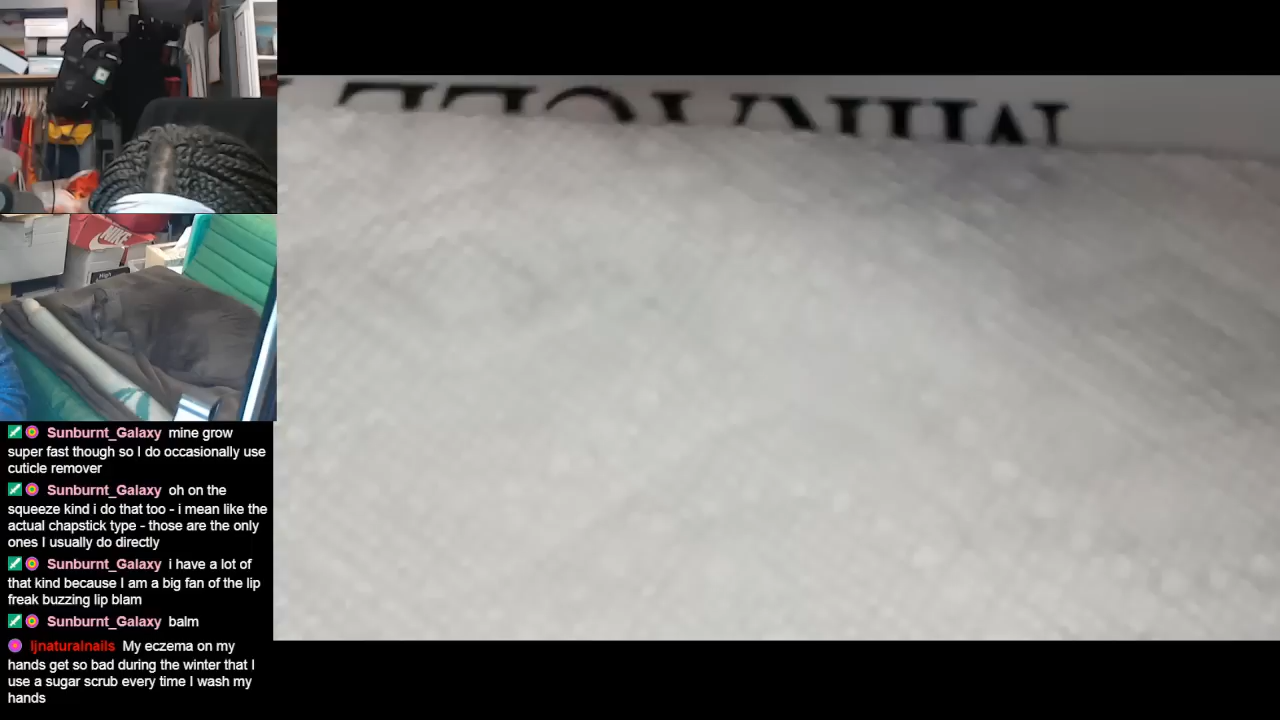 Sunburnt_Galaxy mine grow
super fast though so I do occasionally use
cuticle remover
Sunburnt_Galaxy oh on the
squeeze kind i do that too - i mean like the
actual chapstick type - those are the only
ones I usually do directly
Sunburnt_Galaxy i have a lot of
that kind because I am a big fan of the lip
freak buzzing lip blam
Sunburnt_Galaxy balm
ljnaturalnails My eczema on my
hands get so bad during the winter that I
use a sugar scrub every time I wash my
hands